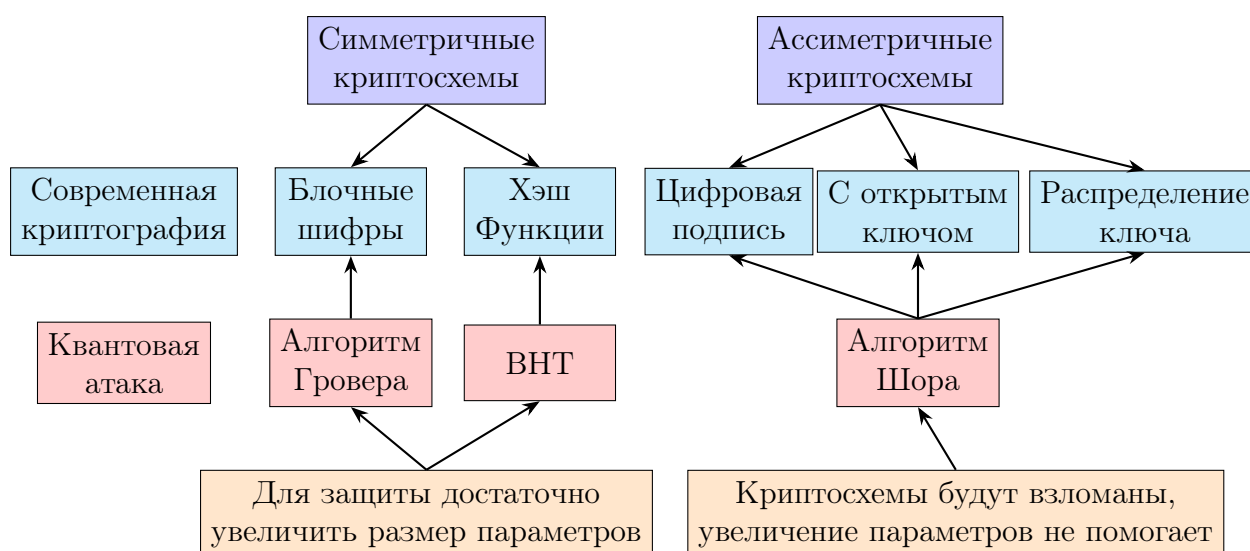 Симметричные
криптосхемы
Ассиметричные
криптосхемы
Современная
криптография
Блочные
шифры
Хэш
Функции
Цифровая
подпись
С открытым
ключом
Распределение
ключа
Квантовая
атака
Алгоритм
Гровера
BHT
Алгоритм
Шора
Для защиты достаточно
увеличить размер параметров
Криптосхемы будут взломаны,
увеличение параметров не помогает